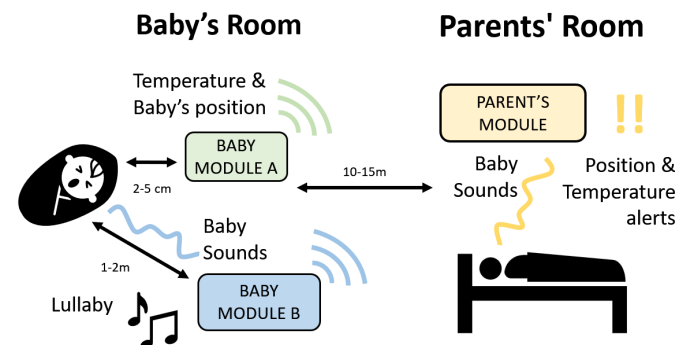 Baby's Room
Parents' Room
Temperature &
Baby's position
BABY
MODULE A
2-5 cm
10-15m
PARENT'S
MODULE
!!
Baby
Sounds
Position &
Temperature
alerts
Baby
Sounds
1-2m
BABY
MODULE B
Lullaby